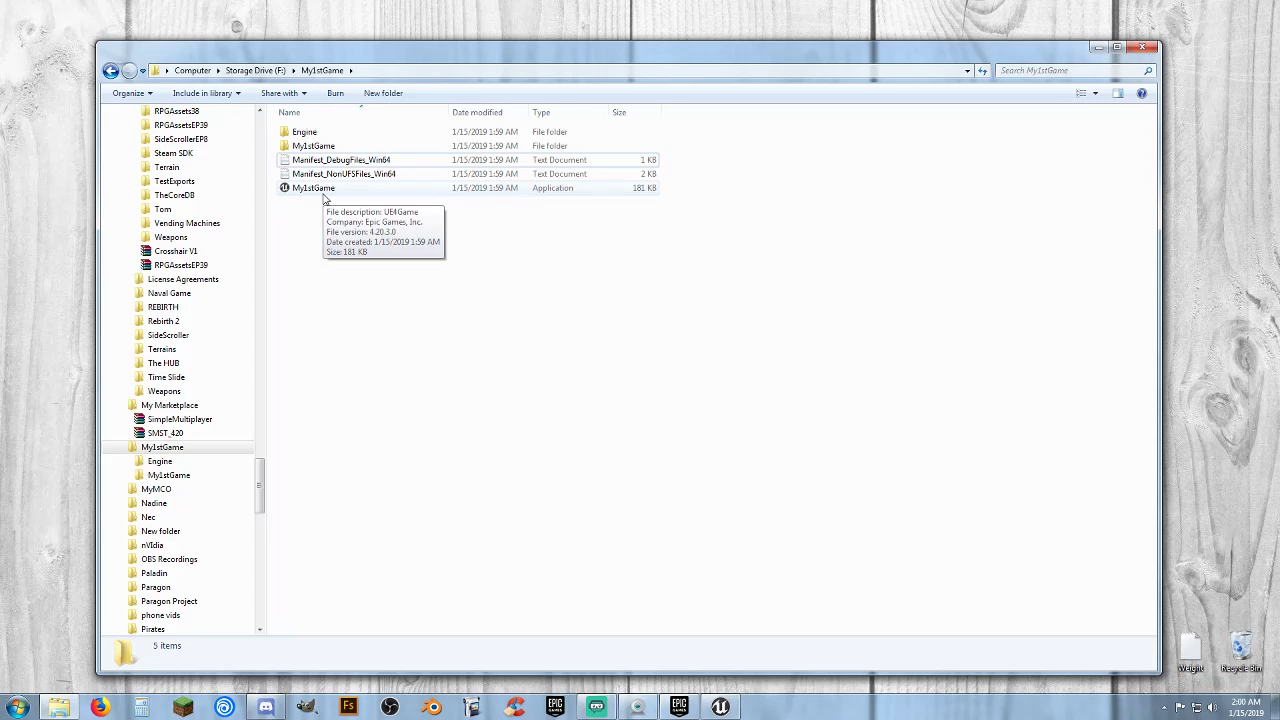 Computer Storage Drive (F:) My1stGame
Search My1stGame
Organize Include in library Share with Burn New folder
Name Date modified Type Size
Engine 1/15/2019 1:59 AM File folder
My1stGame 1/15/2019 1:59 AM File folder
Manifest_DebugFiles_Win64 1/15/2019 1:59 AM Text Document 1 KB
Manifest_NonUFSFiles_Win64 1/15/2019 1:59 AM Text Document 2 KB
My1stGame 1/15/2019 1:59 AM Application 181 KB
File description: UE4Game
Company: Epic Games, Inc.
File version: 4.20.3.0
Date created: 1/15/2019 1:59 AM
Size: 181 KB
RPGAssets38
RPGAssetsEP39
SideScrollerEP8
Steam SDK
Terrain
TestExports
TheCoreDB
Tom
Vending Machines
Weapons
Crosshair V1
RPGAssetsEP39
License Agreements
Naval Game
REBIRTH
Rebirth 2
SideScroller
Terrains
The HUB
Time Slide
Weapons
My Marketplace
SimpleMultiplayer
SMST_420
My1stGame
Engine
My1stGame
MyMCO
Nadine
Nec
New folder
nVIdia
OBS Recordings
Paladin
Paragon
Paragon Project
phone vids
Pirates
5 items
Weight
Recycle Bin
Fs
EPIC GAMES
EPIC GAMES
2:00 AM
1/15/2019